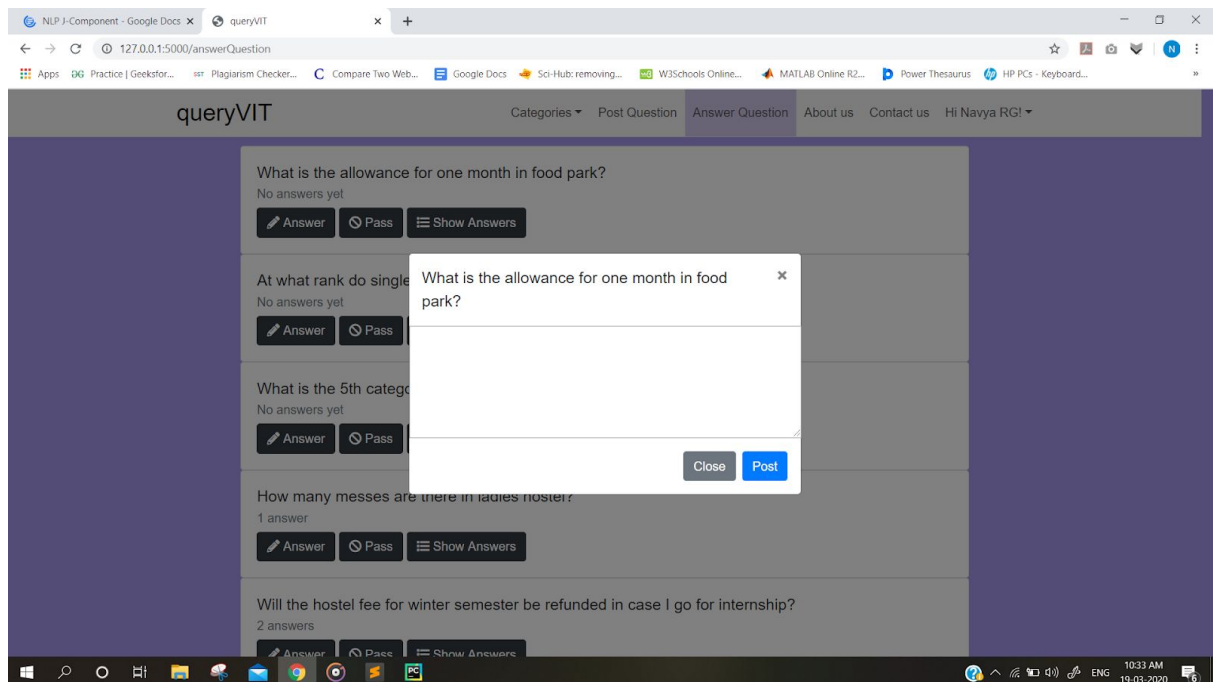 NLP J-Component - Google Docs queryVIT
127.0.0.1:5000/answerQuestion
Apps Practice | Geeksfor... Plagiarism Checker... Compare Two Web... Google Docs Sci-Hub: removing... W3Schools Online... MATLAB Online R2... Power Thesaurus HP PCs - Keyboard...
queryVIT Categories Post Question Answer Question About us Contact us Hi Navya RG!
What is the allowance for one month in food park?
No answers yet
Answer Pass Show Answers
At what rank do single
No answers yet
Answer Pass
What is the allowance for one month in food
park?
Close Post
What is the 5th catego
No answers yet
Answer Pass
How many messes are there in ladies hostel?
1 answer
Answer Pass Show Answers
Will the hostel fee for winter semester be refunded in case I go for internship?
2 answers
Answer Pass Show Answers
ENG 10:33 AM
19-03-2020